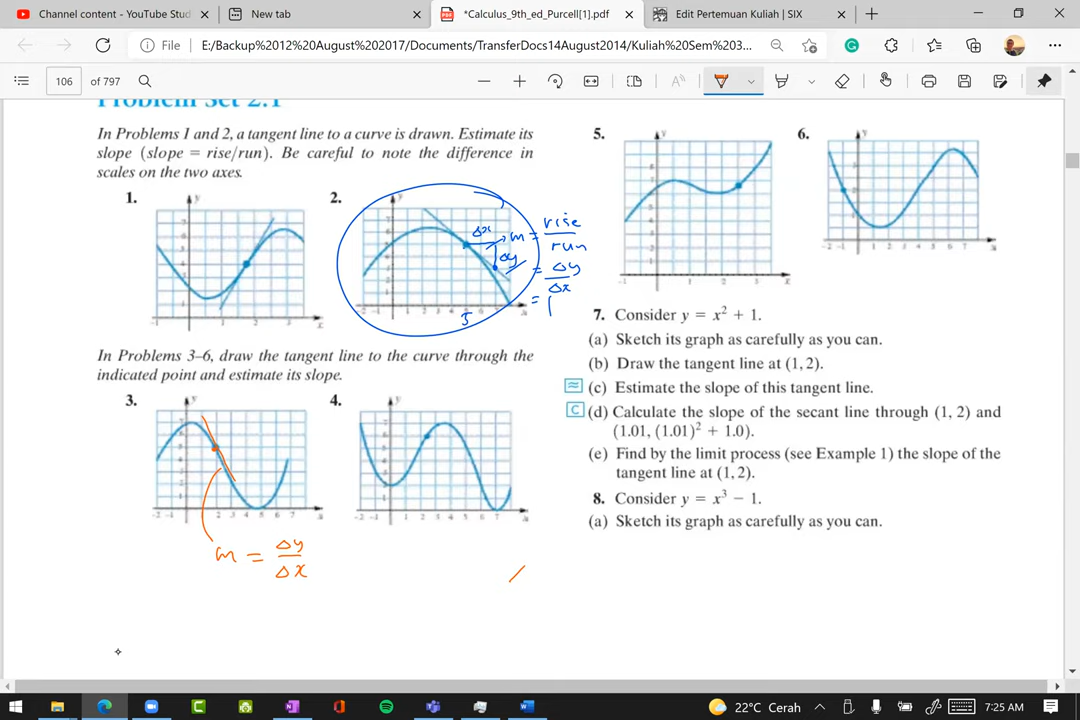 Channel content - YouTube Stud
New tab
*Calculus_9th_ed_Purcell[1].pdf
Edit Pertemuan Kuliah | SIX
File
E:/Backup%2012%20August%202017/Documents/TransferDocs14August2014/Kuliah%20Sem%203...
106 of 797
Problem Set 2.1
In Problems 1 and 2, a tangent line to a curve is drawn. Estimate its
slope (slope = rise/run). Be careful to note the difference in
scales on the two axes.
1.
2.
Δx
Δy
m = rise
run
= Δy
Δx
=
5
In Problems 3–6, draw the tangent line to the curve through the
indicated point and estimate its slope.
3.
4.
m = Δy
Δx
5.
6.
7. Consider y = x² + 1.
(a) Sketch its graph as carefully as you can.
(b) Draw the tangent line at (1, 2).
≈ (c) Estimate the slope of this tangent line.
C (d) Calculate the slope of the secant line through (1, 2) and
(1.01, (1.01)² + 1.0).
(e) Find by the limit process (see Example 1) the slope of the
tangent line at (1, 2).
8. Consider y = x³ − 1.
(a) Sketch its graph as carefully as you can.
22°C Cerah
7:25 AM